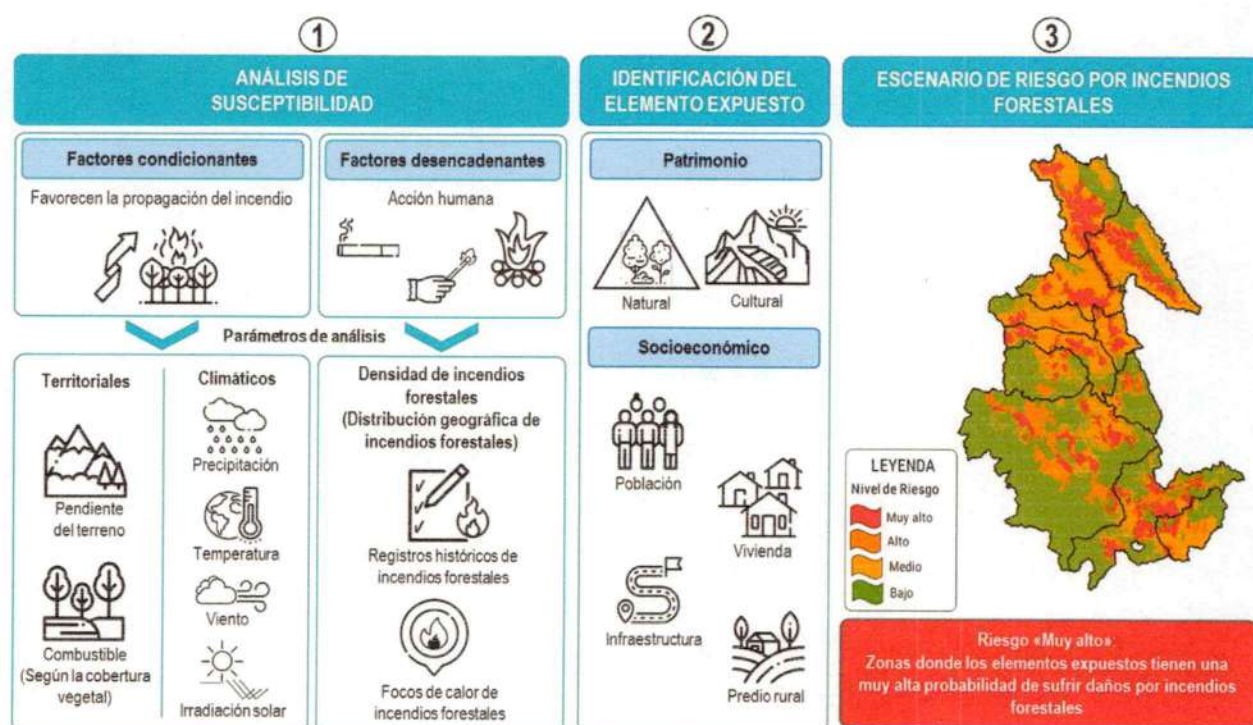 1
ANÁLISIS DE
SUSCEPTIBILIDAD
Factores condicionantes
Favorecen la propagación del incendio
Factores desencadenantes
Acción humana
Parámetros de análisis
Territoriales
Pendiente
del terreno
Combustible
(Según la cobertura
vegetal)
Climáticos
Precipitación
Temperatura
Viento
Irradiación solar
Densidad de incendios
forestales
(Distribución geográfica de
incendios forestales)
Registros históricos de
incendios forestales
Focos de calor de
incendios forestales
2
IDENTIFICACIÓN DEL
ELEMENTO EXPUESTO
Patrimonio
Natural
Cultural
Socioeconómico
Población
Vivienda
Infraestructura
Predio rural
3
ESCENARIO DE RIESGO POR INCENDIOS
FORESTALES
LEYENDA
Nivel de Riesgo
Muy alto
Alto
Medio
Bajo
Riesgo «Muy alto»
Zonas donde los elementos expuestos tienen una
muy alta probabilidad de sufrir daños por incendios
forestales